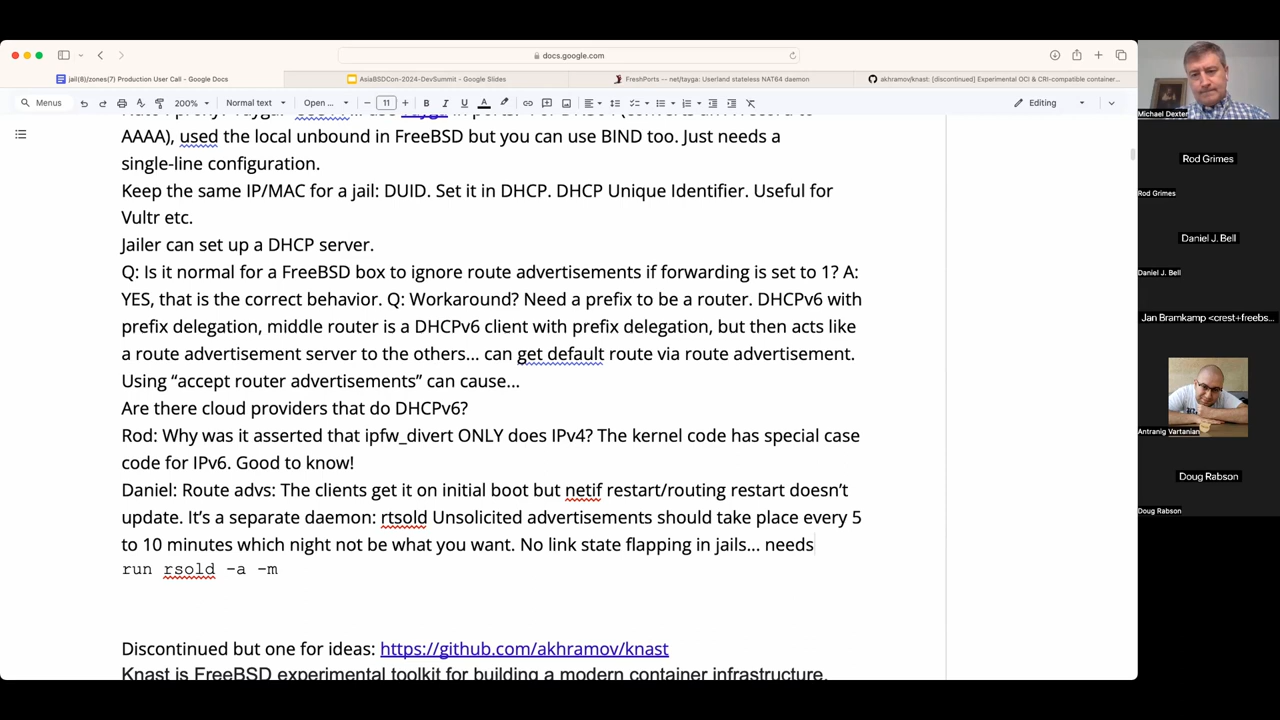 docs.google.com
jail(8)/zones(7) Production User Call - Google Docs
AsiaBSDCon-2024-DevSummit - Google Slides
FreshPorts -- net/tayga: Userland stateless NAT64 daemon
akhramov/knast: [discontinued] Experimental OCI & CRI-compatible container...
Menus
200%
Normal text
Open ...
11
Editing
AAAA), used the local unbound in FreeBSD but you can use BIND too. Just needs a
single-line configuration.
Keep the same IP/MAC for a jail: DUID. Set it in DHCP. DHCP Unique Identifier. Useful for
Vultr etc.
Jailer can set up a DHCP server.
Q: Is it normal for a FreeBSD box to ignore route advertisements if forwarding is set to 1? A:
YES, that is the correct behavior. Q: Workaround? Need a prefix to be a router. DHCPv6 with
prefix delegation, middle router is a DHCPv6 client with prefix delegation, but then acts like
a route advertisement server to the others... can get default route via route advertisement.
Using “accept router advertisements” can cause...
Are there cloud providers that do DHCPv6?
Rod: Why was it asserted that ipfw_divert ONLY does IPv4? The kernel code has special case
code for IPv6. Good to know!
Daniel: Route advs: The clients get it on initial boot but netif restart/routing restart doesn’t
update. It’s a separate daemon: rtsold Unsolicited advertisements should take place every 5
to 10 minutes which night not be what you want. No link state flapping in jails... needs
run rsold -a -m
Discontinued but one for ideas: https://github.com/akhramov/knast
Knast is FreeBSD experimental toolkit for building a modern container infrastructure.
Michael Dexter
Rod Grimes
Rod Grimes
Daniel J. Bell
Daniel J. Bell
Jan Bramkamp <crest+freebs...
Antranig Vartanian
Doug Rabson
Doug Rabson